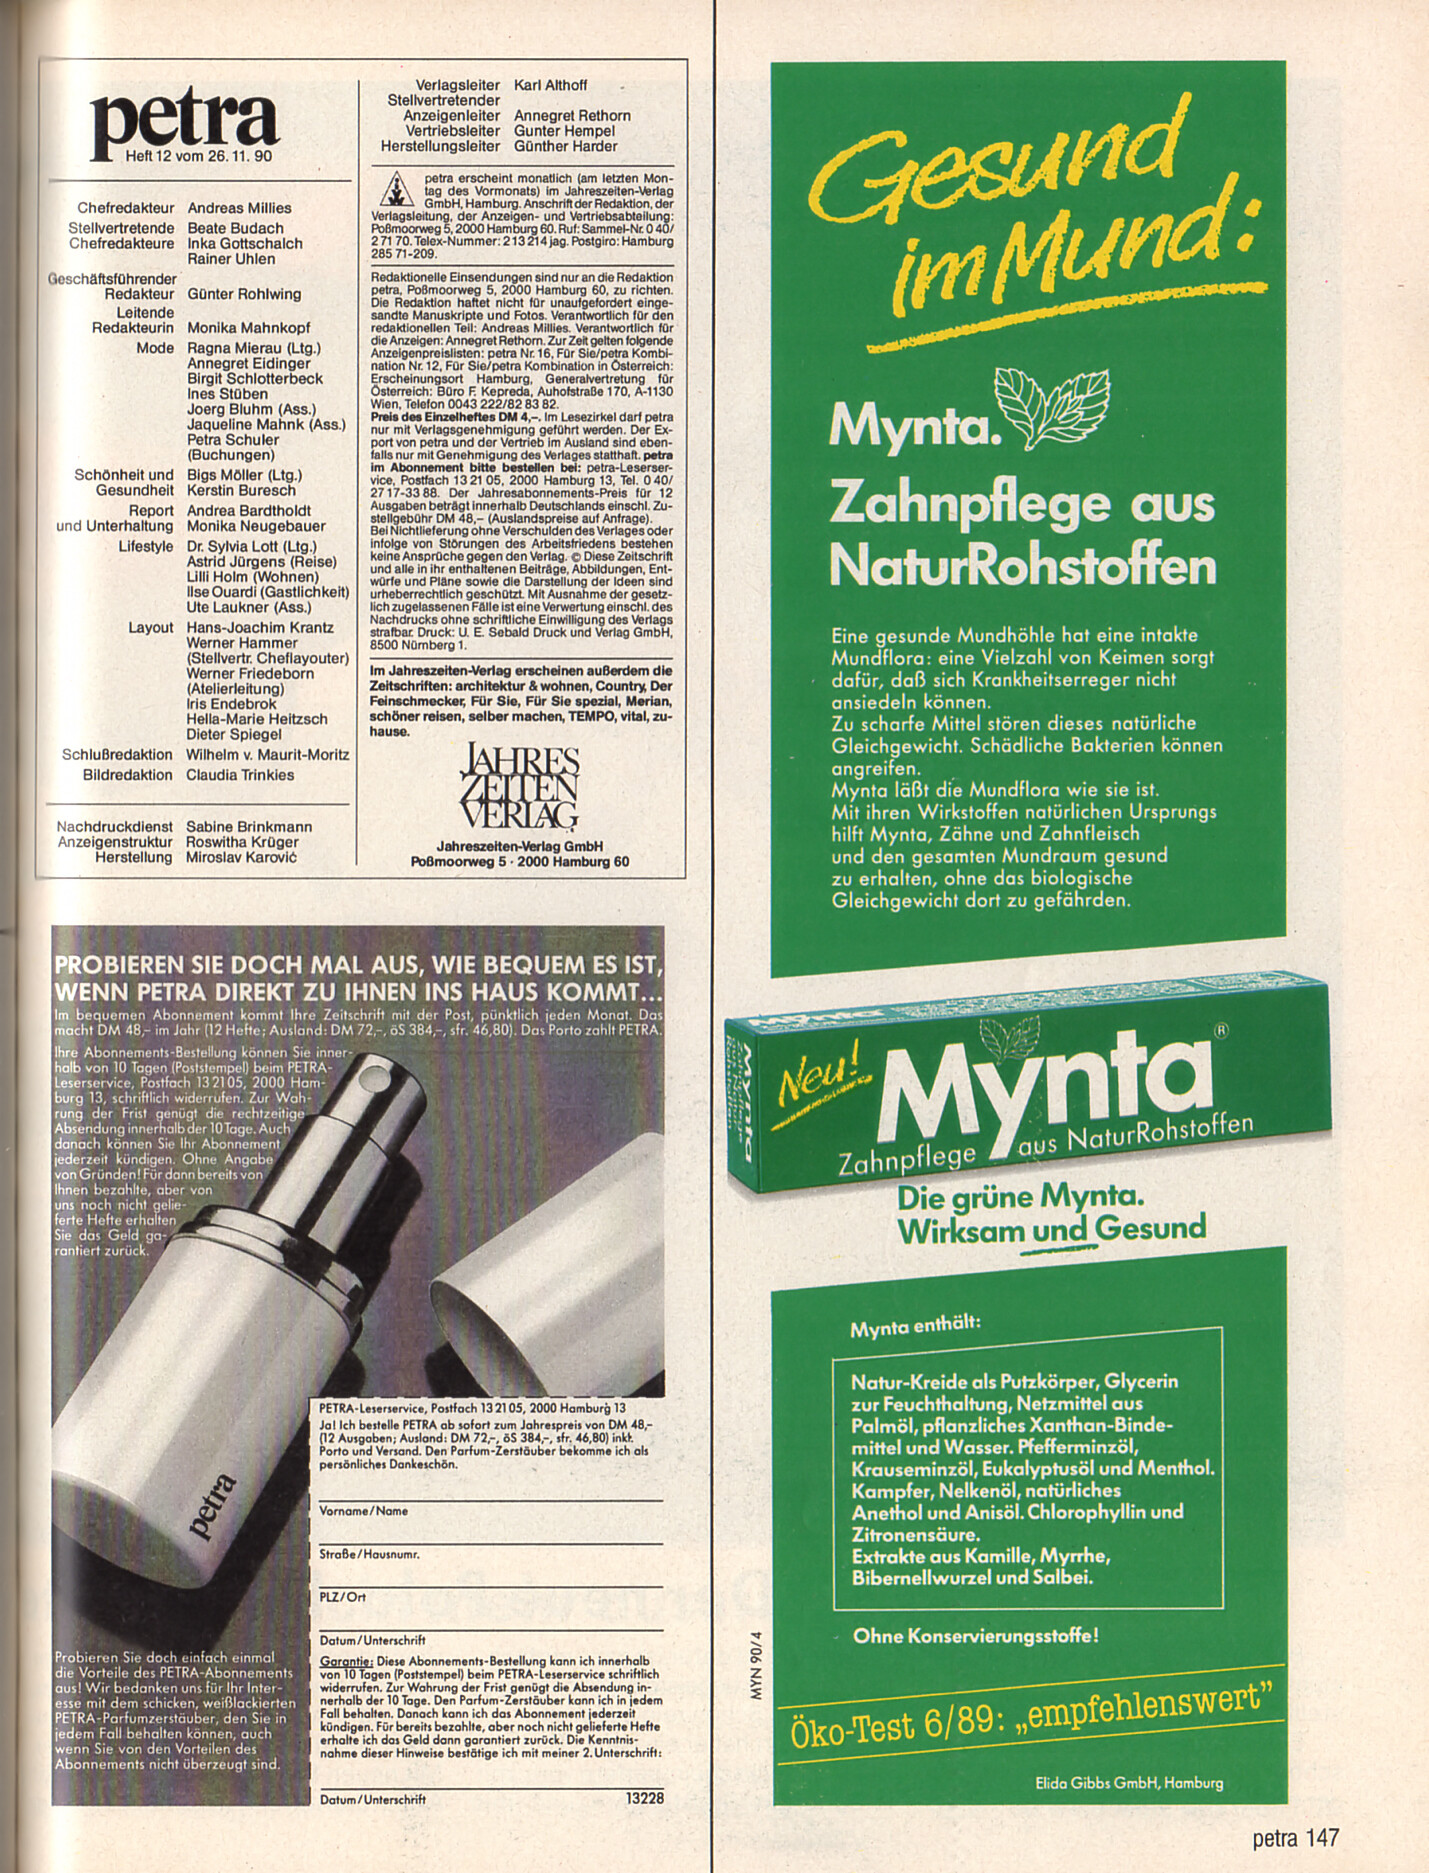 petra
Heft 12 vom 26. 11. 90
Chefredakteur Andreas Millies
Stellvertretende Beate Budach
Chefredakteure Inka Gottschalch
Rainer Uhlen
Geschäftsführender
Redakteur Günter Rohlwing
Leitende
Redakteurin Monika Mahnkopf
Mode Ragna Mierau (Ltg.)
Annegret Eidinger
Birgit Schlotterbeck
Ines Stüben
Joerg Bluhm (Ass.)
Jaqueline Mahnk (Ass.)
Petra Schuler
(Buchungen)
Schönheit und Bigs Möller (Ltg.)
Gesundheit Kerstin Buresch
Report Andrea Bardtholdt
und Unterhaltung Monika Neugebauer
Lifestyle Dr. Sylvia Lott (Ltg.)
Astrid Jürgens (Reise)
Lilli Holm (Wohnen)
Ilse Ouardi (Gastlichkeit)
Ute Laukner (Ass.)
Layout Hans-Joachim Krantz
Werner Hammer
(Stellvertr. Cheflayouter)
Werner Friedeborn
(Atelierleitung)
Iris Endebrok
Hella-Marie Heitzsch
Dieter Spiegel
Schlußredaktion Wilhelm v. Maurit-Moritz
Bildredaktion Claudia Trinkies
Nachdruckdienst Sabine Brinkmann
Anzeigenstruktur Roswitha Krüger
Herstellung Miroslav Karović
Verlagsleiter Karl Althoff
Stellvertretender
Anzeigenleiter Annegret Rethorn
Vertriebsleiter Gunter Hempel
Herstellungsleiter Günther Harder
petra erscheint monatlich (am letzten Mon-
tag des Vormonats) im Jahreszeiten-Verlag
GmbH, Hamburg. Anschrift der Redaktion, der
Verlagsleitung, der Anzeigen- und Vertriebsabteilung:
Poßmoorweg 5, 2000 Hamburg 60. Ruf: Sammel-Nr. 0 40/
2 71 70. Telex-Nummer: 2 13 214 jag. Postgiro: Hamburg
285 71-209.
Redaktionelle Einsendungen sind nur an die Redaktion
petra, Poßmoorweg 5, 2000 Hamburg 60, zu richten.
Die Redaktion haftet nicht für unaufgefordert einge-
sandte Manuskripte und Fotos. Verantwortlich für den
redaktionellen Teil: Andreas Millies. Verantwortlich für
die Anzeigen: Annegret Rethorn. Zur Zeit gelten folgende
Anzeigenpreislisten: petra Nr. 16, Für Sie/petra Kombi-
nation Nr. 12, Für Sie/petra Kombination in Österreich:
Erscheinungsort Hamburg, Generalvertretung für
Österreich: Büro F. Kepreda, Auhofstraße 170, A-1130
Wien, Telefon 0043 222/82 83 82.
Preis des Einzelheftes DM 4,–. Im Lesezirkel darf petra
nur mit Verlagsgenehmigung geführt werden. Der Ex-
port von petra und der Vertrieb im Ausland sind eben-
falls nur mit Genehmigung des Verlages statthaft. petra
im Abonnement bitte bestellen bei: petra-Leserser-
vice, Postfach 13 21 05, 2000 Hamburg 13, Tel. 0 40/
27 17-33 88. Der Jahresabonnements-Preis für 12
Ausgaben beträgt innerhalb Deutschlands einschl. Zu-
stellgebühr DM 48,– (Auslandspreise auf Anfrage).
Bei Nichtlieferung ohne Verschulden des Verlages oder
infolge von Störungen des Arbeitsfriedens bestehen
keine Ansprüche gegen den Verlag. © Diese Zeitschrift
und alle in ihr enthaltenen Beiträge, Abbildungen, Ent-
würfe und Pläne sowie die Darstellung der Ideen sind
urheberrechtlich geschützt. Mit Ausnahme der gesetz-
lich zugelassenen Fälle ist eine Verwertung einschl. des
Nachdrucks ohne schriftliche Einwilligung des Verlags
strafbar. Druck: U. E. Sebald Druck und Verlag GmbH,
8500 Nürnberg 1.
Im Jahreszeiten-Verlag erscheinen außerdem die
Zeitschriften: architektur & wohnen, Country, Der
Feinschmecker, Für Sie, Für Sie spezial, Merian,
schöner reisen, selber machen, TEMPO, vital, zu-
hause.
JAHRES
ZEITEN
VERLAG
Jahreszeiten-Verlag GmbH
Poßmoorweg 5 · 2000 Hamburg 60
PROBIEREN SIE DOCH MAL AUS, WIE BEQUEM ES IST,
WENN PETRA DIREKT ZU IHNEN INS HAUS KOMMT...
Im bequemen Abonnement kommt Ihre Zeitschrift mit der Post, pünktlich jeden Monat. Das
macht DM 48,– im Jahr (12 Hefte; Ausland: DM 72,–, öS 384,–, sfr. 46,80). Das Porto zahlt PETRA.
Ihre Abonnements-Bestellung können Sie inner-
halb von 10 Tagen (Poststempel) beim PETRA-
Leserservice, Postfach 13 21 05, 2000 Ham-
burg 13, schriftlich widerrufen. Zur Wah-
rung der Frist genügt die rechtzeitige
Absendung innerhalb der 10 Tage. Auch
danach können Sie Ihr Abonnement
jederzeit kündigen. Ohne Angabe
von Gründen! Für dann bereits von
Ihnen bezahlte, aber von
uns noch nicht gelie-
ferte Hefte erhalten
Sie das Geld ga-
rantiert zurück.
petra
Probieren Sie doch einfach einmal
die Vorteile des PETRA-Abonnements
aus! Wir bedanken uns für Ihr Inter-
esse mit dem schicken, weißlackierten
PETRA-Parfumzerstäuber, den Sie in
jedem Fall behalten können, auch
wenn Sie von den Vorteilen des
Abonnements nicht überzeugt sind.
PETRA-Leserservice, Postfach 13 21 05, 2000 Hamburg 13
Ja! Ich bestelle PETRA ab sofort zum Jahrespreis von DM 48,–
(12 Ausgaben; Ausland: DM 72,–, öS 384,–, sfr. 46,80) inkl.
Porto und Versand. Den Parfum-Zerstäuber bekomme ich als
persönliches Dankeschön.
Vorname/Name
Straße/Hausnumr.
PLZ/Ort
Datum/Unterschrift
Garantie: Diese Abonnements-Bestellung kann ich innerhalb
von 10 Tagen (Poststempel) beim PETRA-Leserservice schriftlich
widerrufen. Zur Wahrung der Frist genügt die Absendung in-
nerhalb der 10 Tage. Den Parfum-Zerstäuber kann ich in jedem
Fall behalten. Danach kann ich das Abonnement jederzeit
kündigen. Für bereits bezahlte, aber noch nicht gelieferte Hefte
erhalte ich das Geld dann garantiert zurück. Die Kenntnis-
nahme dieser Hinweise bestätige ich mit meiner 2. Unterschrift:
Datum/Unterschrift 13228
Gesund
im Mund:
Mynta.
Zahnpflege aus
NaturRohstoffen
Eine gesunde Mundhöhle hat eine intakte
Mundflora: eine Vielzahl von Keimen sorgt
dafür, daß sich Krankheitserreger nicht
ansiedeln können.
Zu scharfe Mittel stören dieses natürliche
Gleichgewicht. Schädliche Bakterien können
angreifen.
Mynta läßt die Mundflora wie sie ist.
Mit ihren Wirkstoffen natürlichen Ursprungs
hilft Mynta, Zähne und Zahnfleisch
und den gesamten Mundraum gesund
zu erhalten, ohne das biologische
Gleichgewicht dort zu gefährden.
Mynta
Mynta
Zahnpflege
Neu!
Mynta®
Zahnpflege aus NaturRohstoffen
Die grüne Mynta.
Wirksam und Gesund
Mynta enthält:
Natur-Kreide als Putzkörper, Glycerin
zur Feuchthaltung, Netzmittel aus
Palmöl, pflanzliches Xanthan-Binde-
mittel und Wasser. Pfefferminzöl,
Krauseminzöl, Eukalyptusöl und Menthol.
Kampfer, Nelkenöl, natürliches
Anethol und Anisöl. Chlorophyllin und
Zitronensäure.
Extrakte aus Kamille, Myrrhe,
Bibernellwurzel und Salbei.
Ohne Konservierungsstoffe!
MYN 90/4
Öko-Test 6/89: „empfehlenswert”
Elida Gibbs GmbH, Hamburg
petra 147